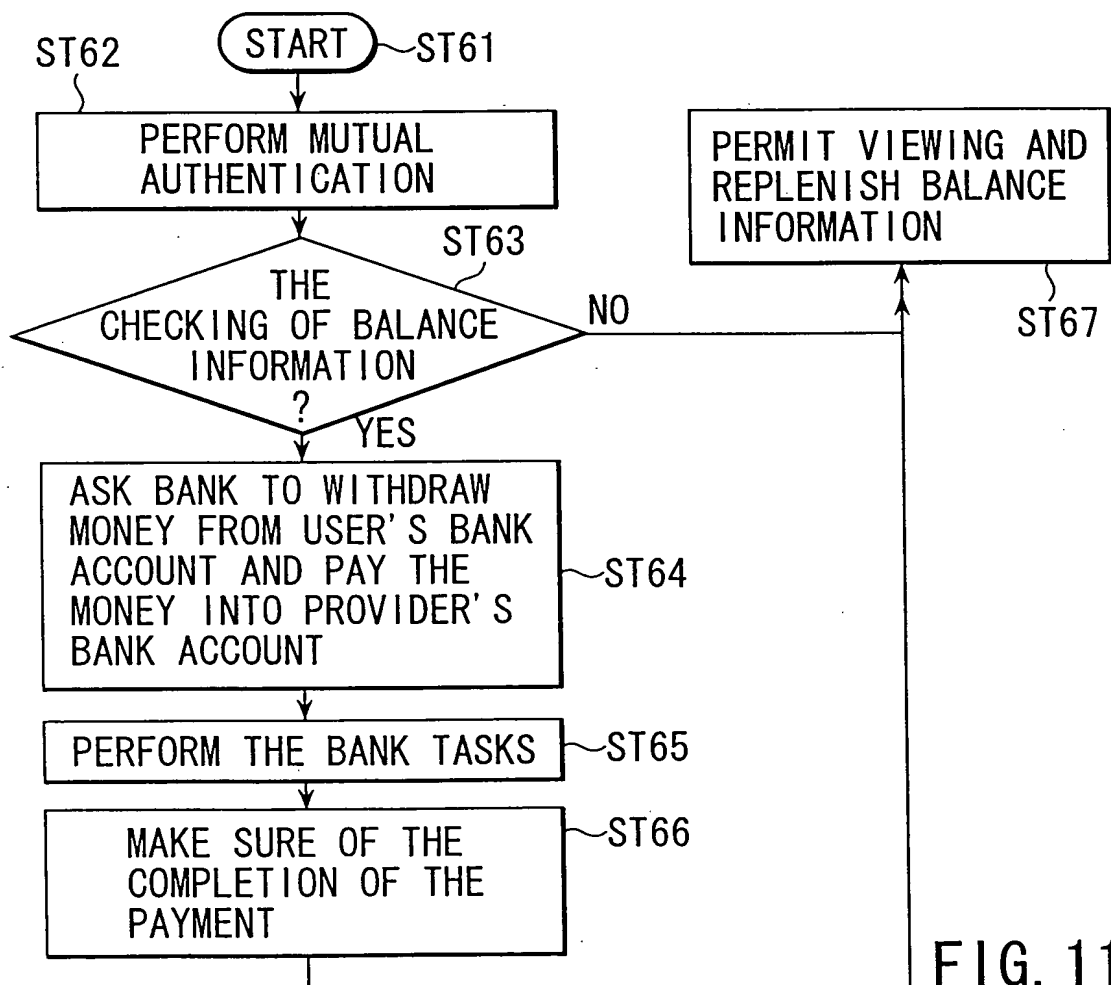 START
ST61
ST62
PERFORM MUTUAL
AUTHENTICATION
ST63
THE
CHECKING OF BALANCE
INFORMATION
?
NO
YES
ASK BANK TO WITHDRAW
MONEY FROM USER'S BANK
ACCOUNT AND PAY THE
MONEY INTO PROVIDER'S
BANK ACCOUNT
ST64
PERFORM THE BANK TASKS
ST65
MAKE SURE OF THE
COMPLETION OF THE
PAYMENT
ST66
PERMIT VIEWING AND
REPLENISH BALANCE
INFORMATION
ST67
FIG. 11